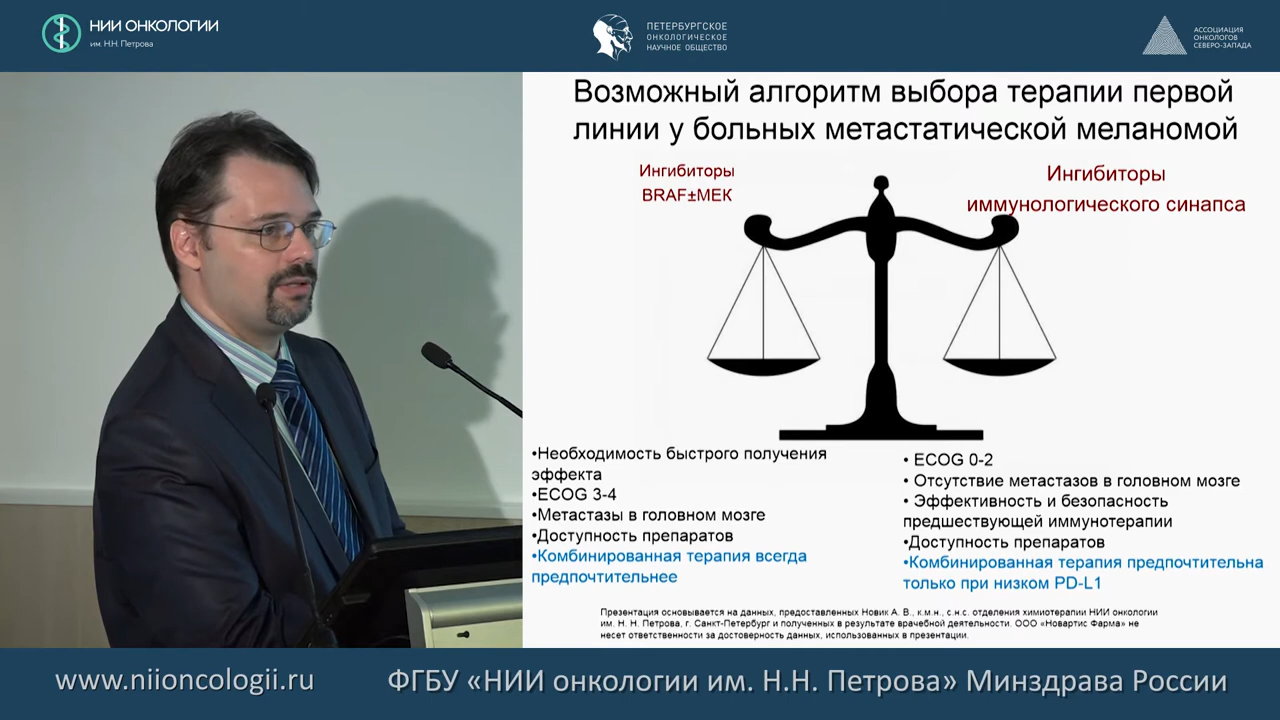 НИИ ОНКОЛОГИИ
им. Н.Н. Петрова
ПЕТЕРБУРГСКОЕ
ОНКОЛОГИЧЕСКОЕ
НАУЧНОЕ ОБЩЕСТВО
АССОЦИАЦИЯ
ОНКОЛОГОВ
СЕВЕРО-ЗАПАДА
Возможный алгоритм выбора терапии первой
линии у больных метастатической меланомой
Ингибиторы
BRAF±МЕК
Ингибиторы
иммунологического синапса
•Необходимость быстрого получения
эффекта
•ECOG 3-4
•Метастазы в головном мозге
•Доступность препаратов
•Комбинированная терапия всегда
предпочтительнее
• ECOG 0-2
• Отсутствие метастазов в головном мозге
• Эффективность и безопасность
предшествующей иммунотерапии
•Доступность препаратов
•Комбинированная терапия предпочтительна
только при низком PD-L1
Презентация основывается на данных, предоставленных Новик А. В., к.м.н., с.н.с. отделения химиотерапии НИИ онкологии
им. Н. Н. Петрова, г. Санкт-Петербург и полученных в результате врачебной деятельности. ООО «Новартис Фарма» не
несет ответственности за достоверность данных, использованных в презентации.
www.niioncologii.ru
ФГБУ «НИИ онкологии им. Н.Н. Петрова» Минздрава России